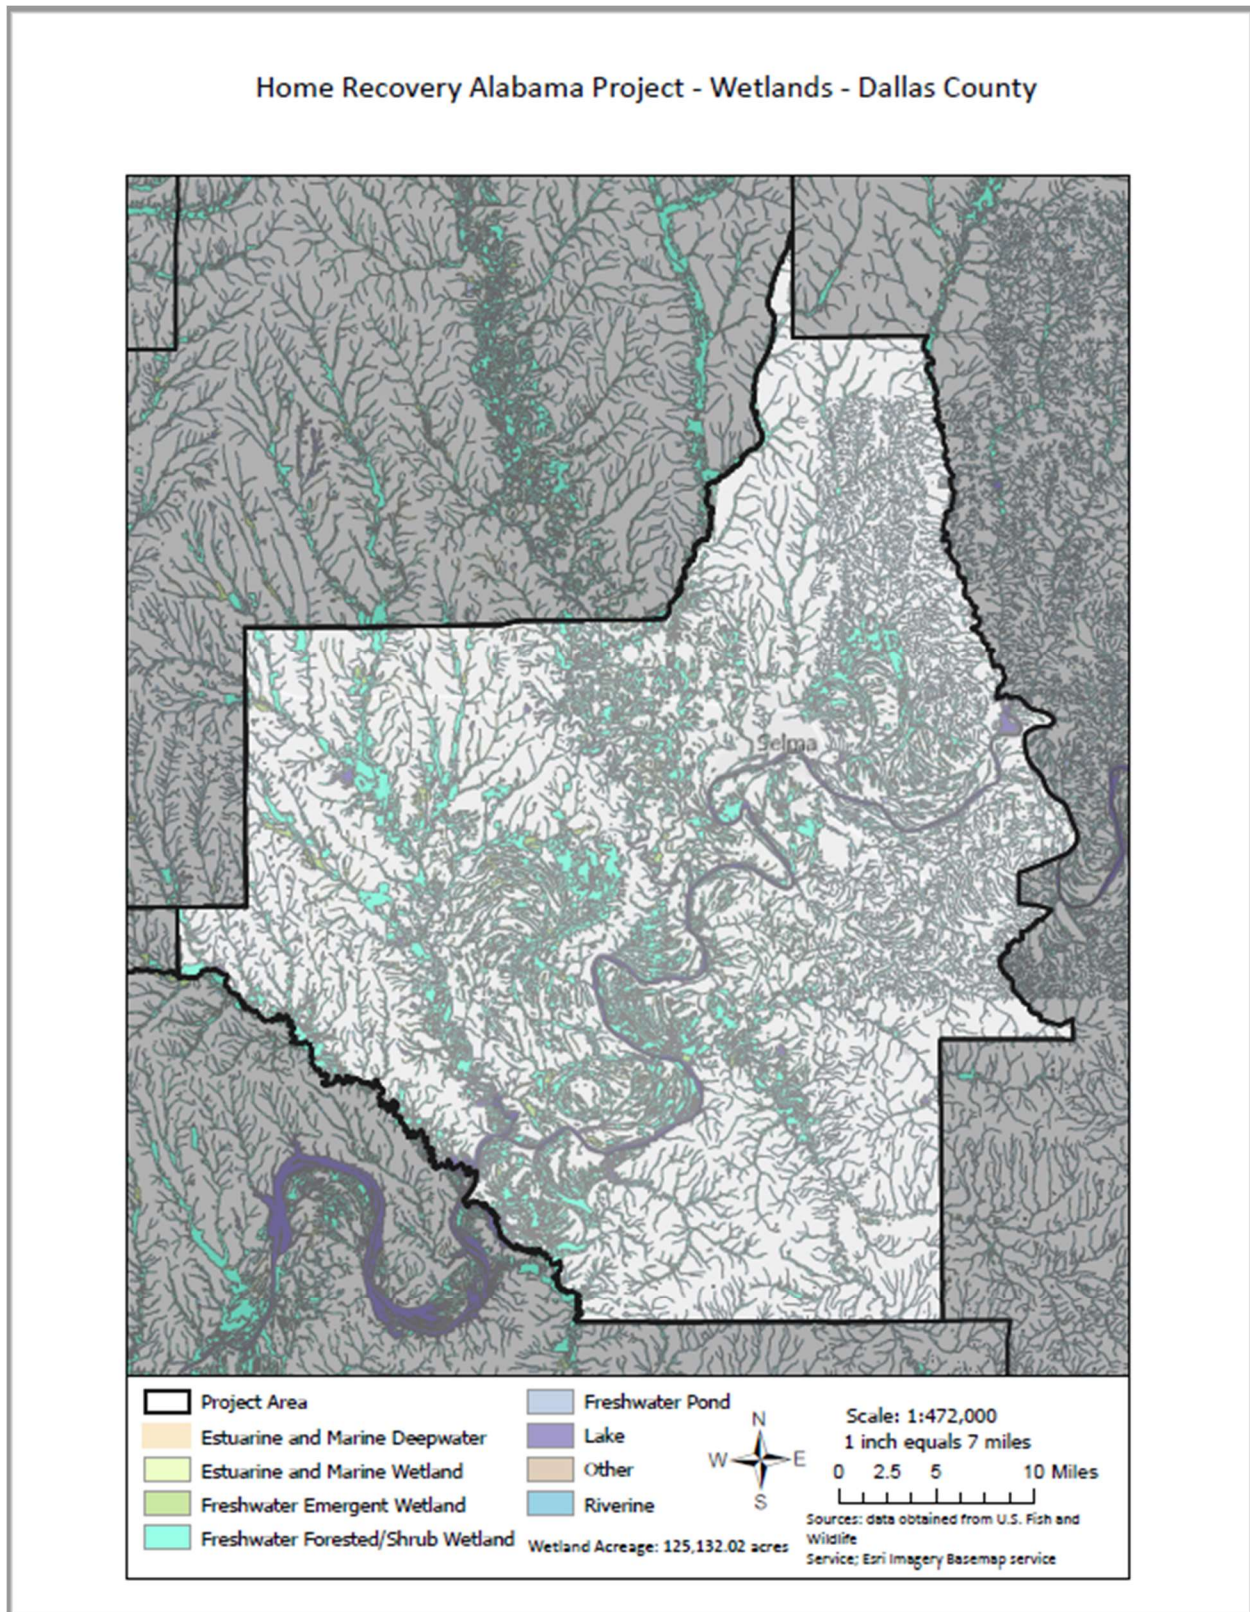 Home Recovery Alabama Project - Wetlands - Dallas County
Selma
Project Area
Estuarine and Marine Deepwater
Estuarine and Marine Wetland
Freshwater Emergent Wetland
Freshwater Forested/Shrub Wetland
Freshwater Pond
Lake
Other
Riverine
Wetland Acreage: 125,132.02 acres
N
W E
S
Scale: 1:472,000
1 inch equals 7 miles
0 2.5 5 10 Miles
Sources: data obtained from U.S. Fish and
Wildlife
Service; Esri Imagery Basemap service